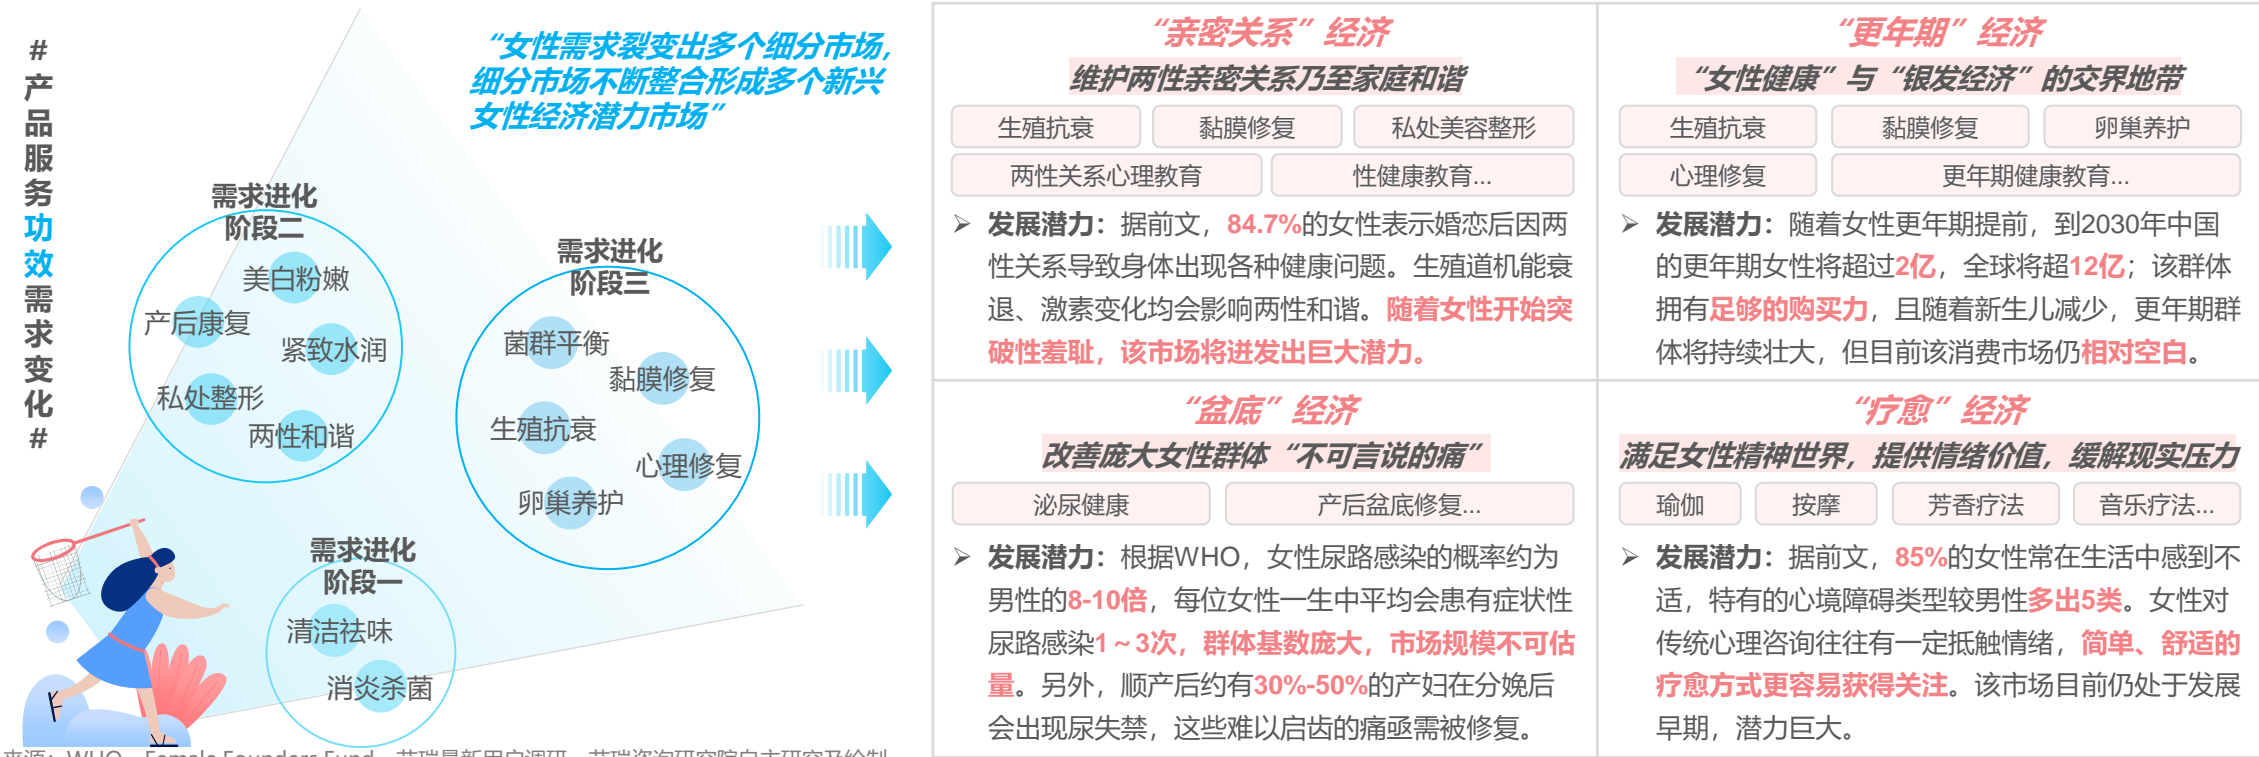 #产品服务功效需求变化#
“女性需求裂变出多个细分市场,
细分市场不断整合形成多个新兴
女性经济潜力市场”
需求进化
阶段二
美白粉嫩
产后康复
紧致水润
私处整形
两性和谐
需求进化
阶段三
菌群平衡
黏膜修复
生殖抗衰
心理修复
卵巢养护
需求进化
阶段一
清洁祛味
消炎杀菌
“亲密关系”经济
维护两性亲密关系乃至家庭和谐
生殖抗衰
黏膜修复
私处美容整形
两性关系心理教育
性健康教育...
➢ 发展潜力：据前文，84.7%的女性表示婚恋后因两
性关系导致身体出现各种健康问题。生殖道机能衰
退、激素变化均会影响两性和谐。随着女性开始突
破性羞耻，该市场将迸发出巨大潜力。
“更年期”经济
“女性健康”与“银发经济”的交界地带
生殖抗衰
黏膜修复
卵巢养护
心理修复
更年期健康教育...
➢ 发展潜力：随着女性更年期提前，到2030年中国
的更年期女性将超过2亿，全球将超12亿；该群体
拥有足够的购买力，且随着新生儿减少，更年期群
体将持续壮大，但目前该消费市场仍相对空白。
“盆底”经济
改善庞大女性群体“不可言说的痛”
泌尿健康
产后盆底修复...
➢ 发展潜力：根据WHO，女性尿路感染的概率约为
男性的8-10倍，每位女性一生中平均会患有症状性
尿路感染1～3次，群体基数庞大，市场规模不可估
量。另外，顺产后约有30%-50%的产妇在分娩后
会出现尿失禁，这些难以启齿的痛亟需被修复。
“疗愈”经济
满足女性精神世界，提供情绪价值，缓解现实压力
瑜伽
按摩
芳香疗法
音乐疗法...
➢ 发展潜力：据前文，85%的女性常在生活中感到不
适，特有的心境障碍类型较男性多出5类。女性对
传统心理咨询往往有一定抵触情绪，简单、舒适的
疗愈方式更容易获得关注。该市场目前仍处于发展
早期，潜力巨大。
来源：WHO、Female Founders Fund、艾瑞最新用户调研，艾瑞咨询研究院自主研究及绘制